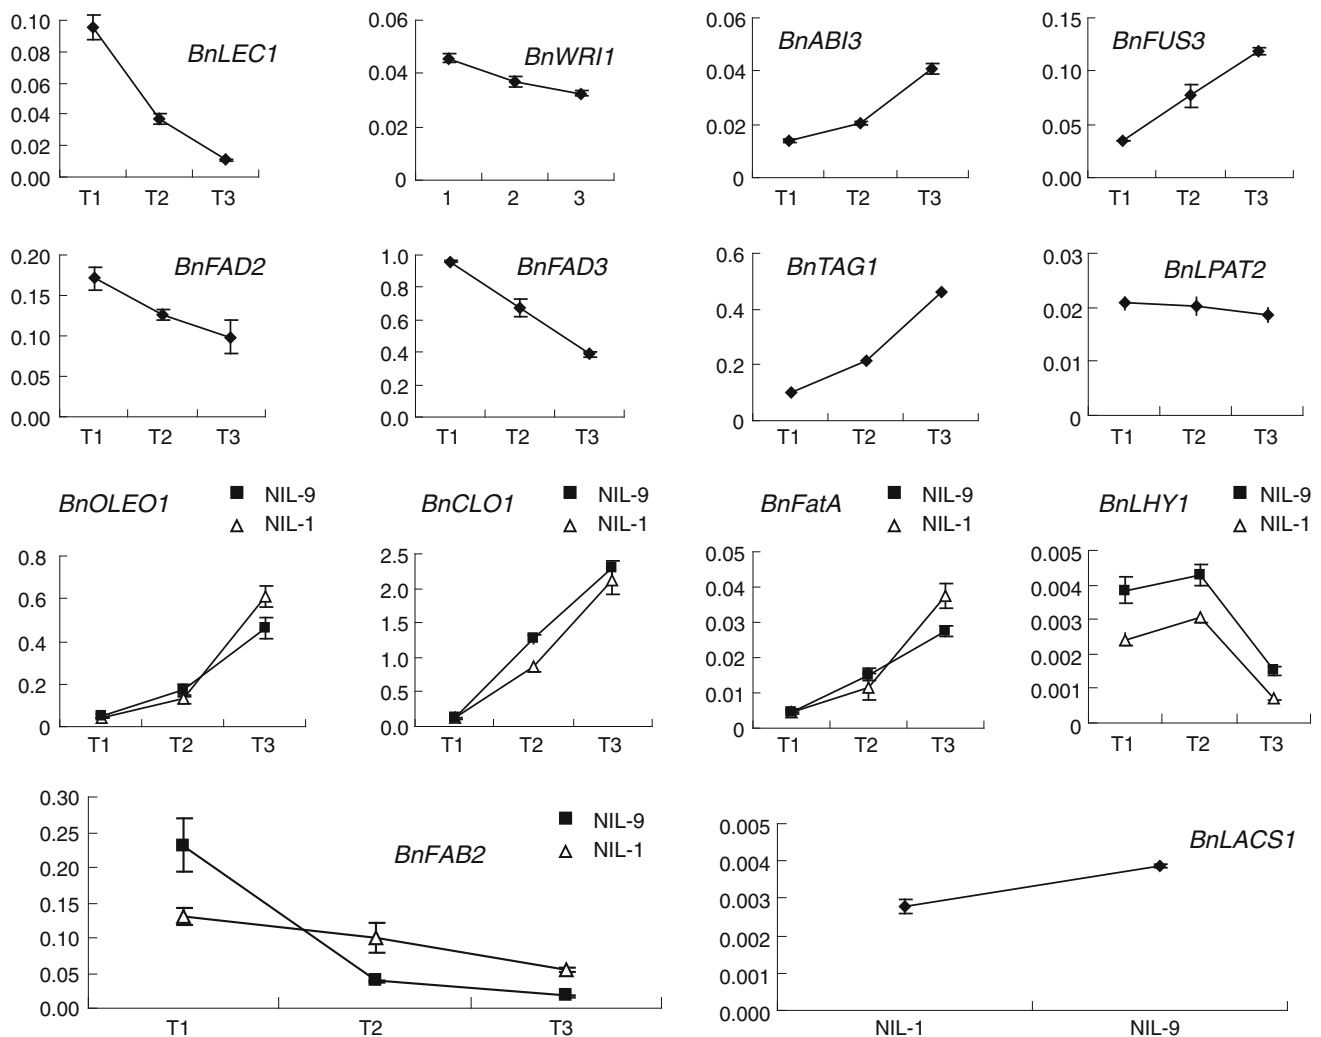 BnLEC1
0.10
0.08
0.06
0.04
0.02
0.00
T1 T2 T3
BnWRI1
0.06
0.04
0.02
0
1 2 3
BnABI3
0.06
0.04
0.02
0
T1 T2 T3
BnFUS3
0.15
0.10
0.05
0.00
T1 T2 T3
BnFAD2
0.20
0.15
0.10
0.05
0.00
T1 T2 T3
BnFAD3
1.0
0.8
0.6
0.4
0.2
0.0
T1 T2 T3
BnTAG1
0.6
0.4
0.2
0
T1 T2 T3
BnLPAT2
0.03
0.02
0.01
0
T1 T2 T3
BnOLEO1
NIL-9
NIL-1
0.8
0.6
0.4
0.2
0
T1 T2 T3
BnCLO1
NIL-9
NIL-1
2.5
2.0
1.5
1.0
0.5
0.0
T1 T2 T3
BnFatA
NIL-9
NIL-1
0.05
0.04
0.03
0.02
0.01
0
T1 T2 T3
BnLHY1
NIL-9
NIL-1
0.005
0.004
0.003
0.002
0.001
0
T1 T2 T3
BnFAB2
NIL-9
NIL-1
0.30
0.25
0.20
0.15
0.10
0.05
0.00
T1 T2 T3
BnLACS1
0.005
0.004
0.003
0.002
0.001
0.000
NIL-1 NIL-9